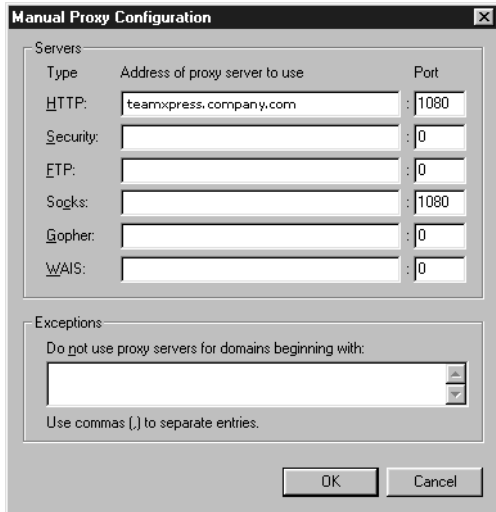 Manual Proxy Configuration
Servers
Type Address of proxy server to use Port
HTTP: teamxpress.company.com : 1080
Security: : 0
FTP: : 0
Socks: : 1080
Gopher: : 0
WAIS: : 0
Exceptions
Do not use proxy servers for domains beginning with:
Use commas (,) to separate entries.
OK Cancel